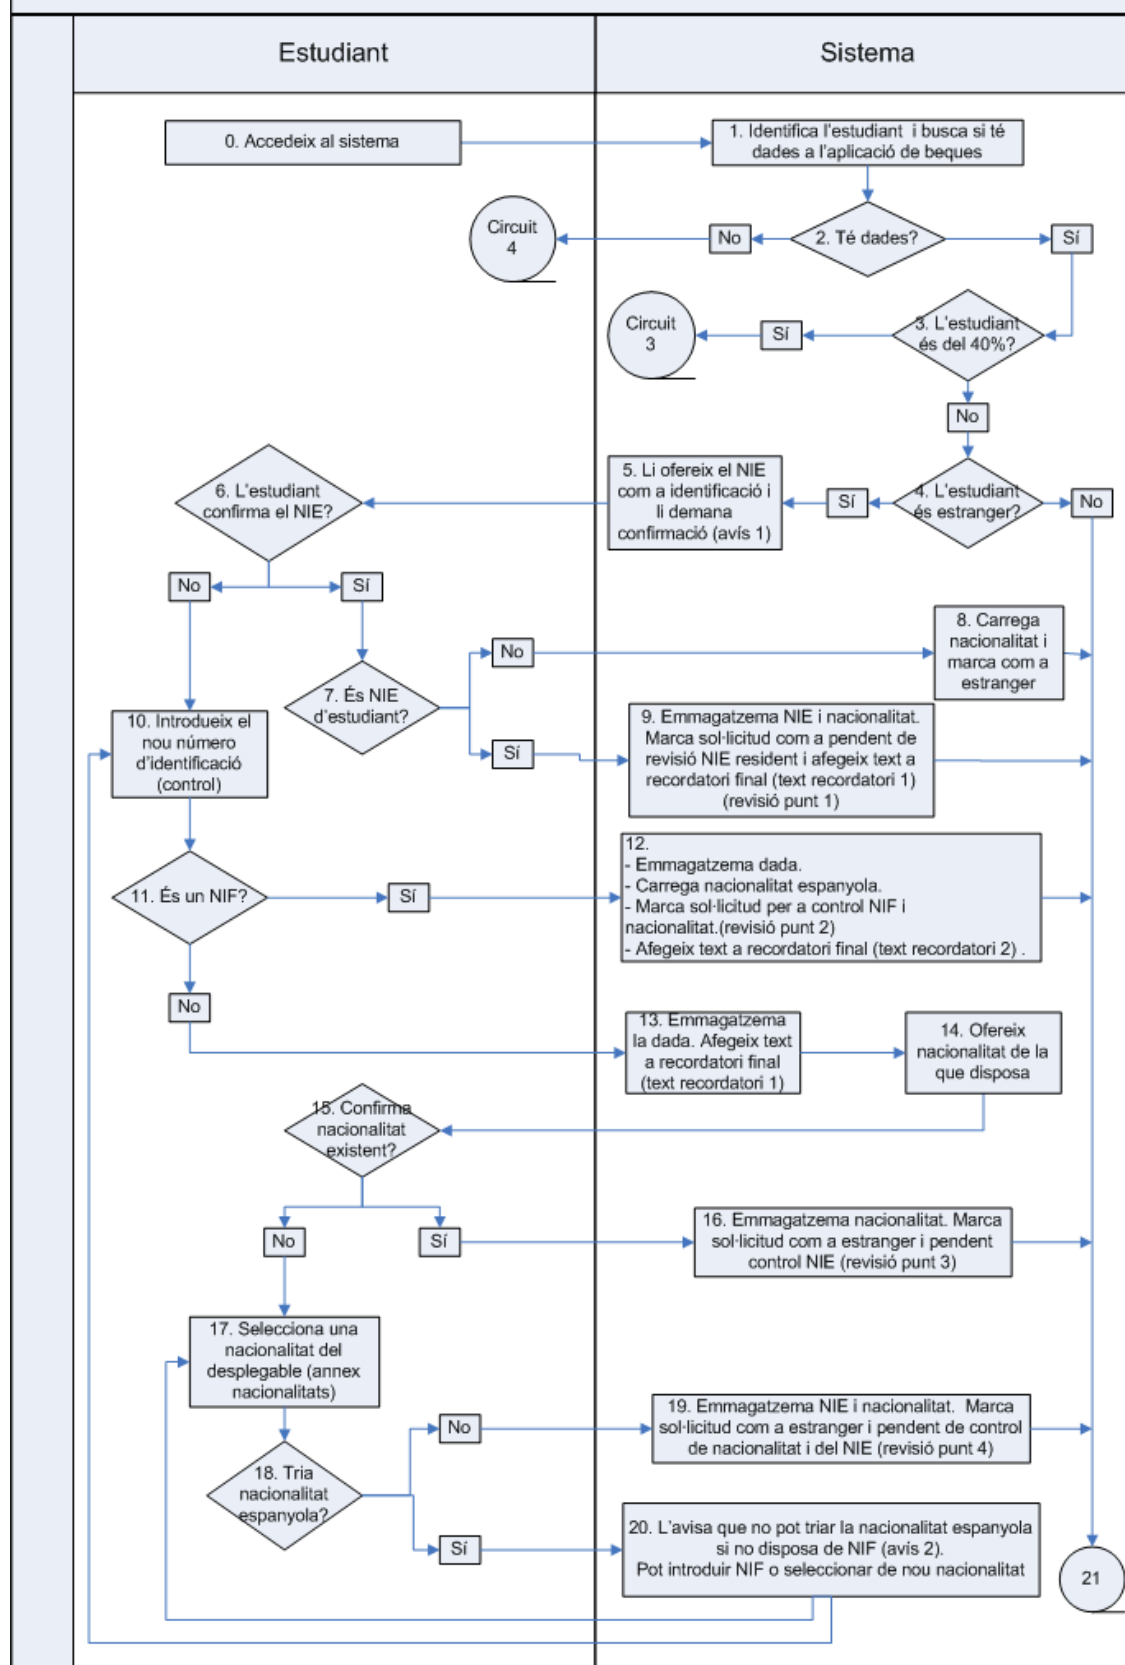 Estudiant
Sistema
0. Accedeix al sistema
1. Identifica l'estudiant i busca si té
dades a l'aplicació de beques
Circuit
4
No
2. Té dades?
Sí
Circuit
3
Sí
3. L'estudiant
és del 40%?
No
6. L'estudiant
confirma el NIE?
5. Li ofereix el NIE
com a identificació i
li demana
confirmació (avís 1)
Sí
4. L'estudiant
és estranger?
No
No
Sí
7. És NIE
d'estudiant?
No
8. Carrega
nacionalitat i
marca com a
estranger
Sí
9. Emmagatzema NIE i nacionalitat.
Marca sol·licitud com a pendent de
revisió NIE resident i afegeix text a
recordatori final (text recordatori 1)
(revisió punt 1)
10. Introdueix el
nou número
d'identificació
(control)
11. És un NIF?
Sí
12.
- Emmagatzema dada.
- Carrega nacionalitat espanyola.
- Marca sol·licitud per a control NIF i
nacionalitat.(revisió punt 2)
- Afegeix text a recordatori final (text recordatori 2) .
No
13. Emmagatzema
la dada. Afegeix text
a recordatori final
(text recordatori 1)
14. Ofereix
nacionalitat de la
que disposa
15. Confirma
nacionalitat
existent?
No
Sí
16. Emmagatzema nacionalitat. Marca
sol·licitud com a estranger i pendent
control NIE (revisió punt 3)
17. Selecciona una
nacionalitat del
desplegable (annex
nacionalitats)
18. Tria
nacionalitat
espanyola?
No
19. Emmagatzema NIE i nacionalitat. Marca
sol·licitud com a estranger i pendent de control
de nacionalitat i del NIE (revisió punt 4)
Sí
20. L'avisa que no pot triar la nacionalitat espanyola
si no disposa de NIF (avís 2).
Pot introduir NIF o seleccionar de nou nacionalitat
21